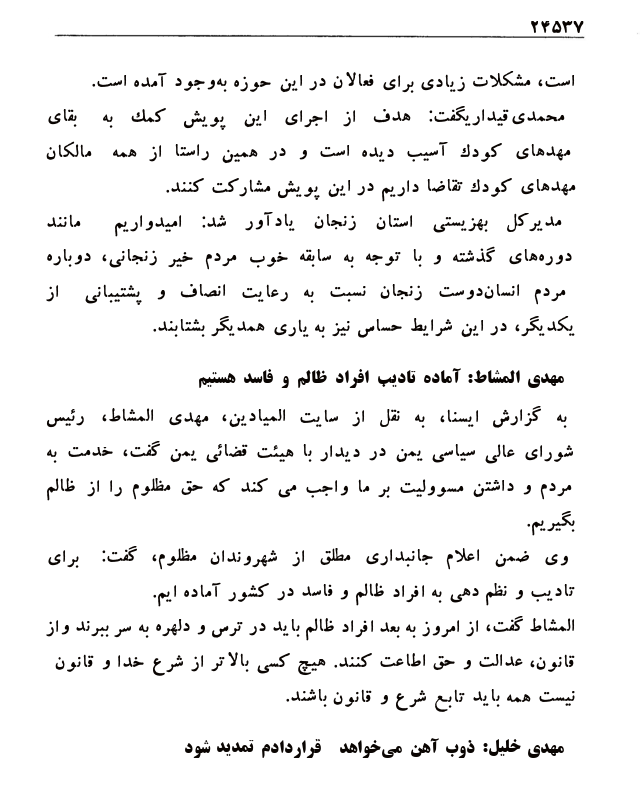 ۲۴۵۳۷
است، مشکلات زیادی برای فعالان در این حوزه به‌وجود آمده است.
محمدی‌قیداری‌گفت: هدف از اجرای این پویش کمك به بقای
مهدهای کودك آسیب دیده است و در همین راستا از همه مالکان
مهدهای کودك تقاضا داریم در این پویش مشارکت کنند.
مدیرکل بهزیستی استان زنجان یادآور شد: امیدواریم مانند
دوره‌های گذشته و با توجه به سابقه خوب مردم خیر زنجانی، دوباره
مردم انسان‌دوست زنجان نسبت به رعایت انصاف و پشتیبانی از
یکدیگر، در این شرایط حساس نیز به یاری همدیگر بشتابند.
مهدی المشاط: آماده تادیب افراد ظالم و فاسد هستیم
به گزارش ایسنا، به نقل از سایت المیادین، مهدی المشاط، رئیس
شورای عالی سیاسی یمن در دیدار با هیئت قضائی یمن گفت، خدمت به
مردم و داشتن مسوولیت بر ما واجب می کند که حق مظلوم را از ظالم
بگیریم.
وی ضمن اعلام جانبداری مطلق از شهروندان مظلوم، گفت: برای
تادیب و نظم دهی به افراد ظالم و فاسد در کشور آماده ایم.
المشاط گفت، از امروز به بعد افراد ظالم باید در ترس و دلهره به سر ببرند و از
قانون، عدالت و حق اطاعت کنند. هیچ کسی بالاتر از شرع خدا و قانون
نیست همه باید تابع شرع و قانون باشند.
مهدی خلیل: ذوب آهن می‌خواهد قراردادم تمدید شود